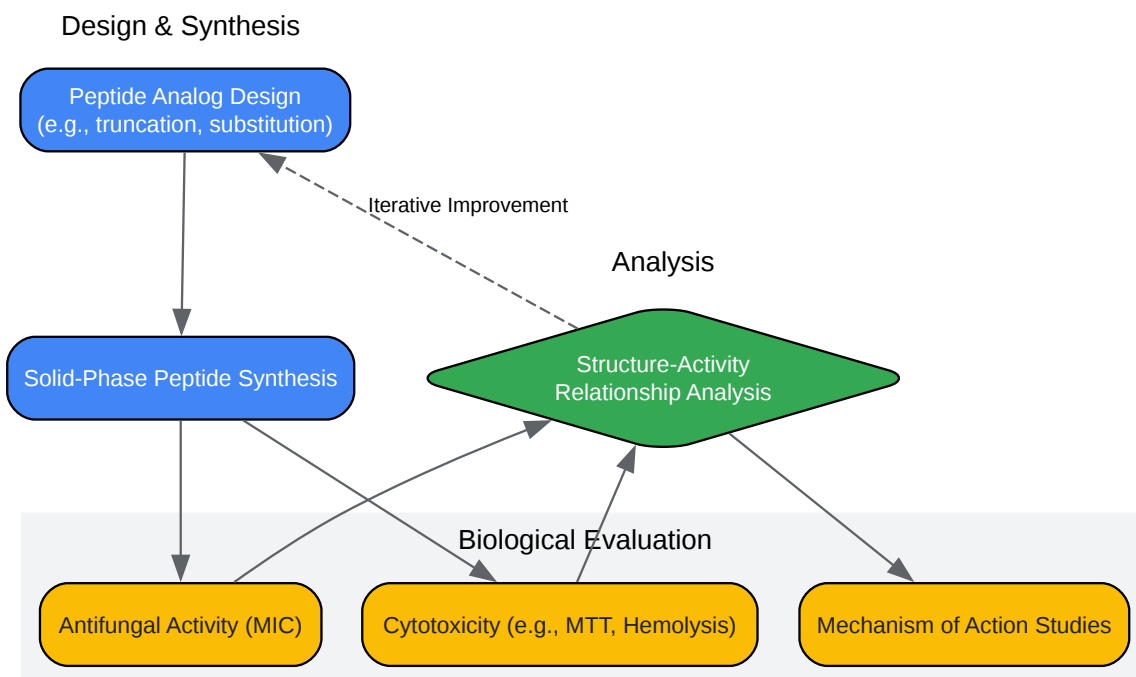 Design & Synthesis
Peptide Analog Design
(e.g., truncation, substitution)
Iterative Improvement
Analysis
Solid-Phase Peptide Synthesis
Structure-Activity
Relationship Analysis
Biological Evaluation
Antifungal Activity (MIC)
Cytotoxicity (e.g., MTT, Hemolysis)
Mechanism of Action Studies